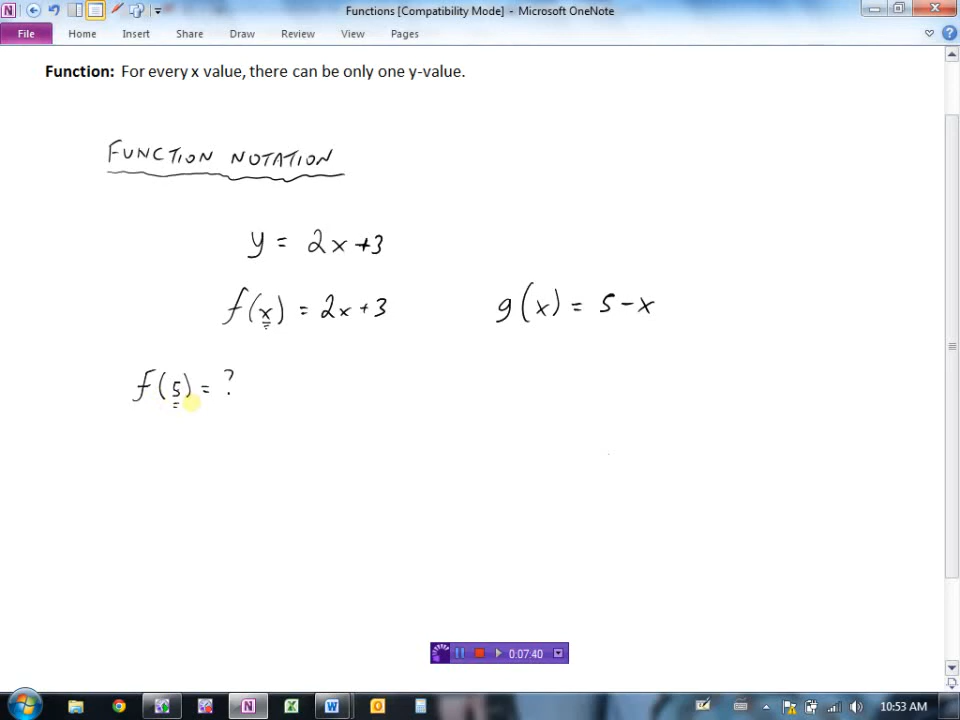 Functions [Compatibility Mode] - Microsoft OneNote
File Home Insert Share Draw Review View Pages
Function: For every x value, there can be only one y-value.
FUNCTION NOTATION
y = 2x+3
f(x) = 2x+3 g(x) = 5-x
f(5) = ?
0:07:40
10:53 AM